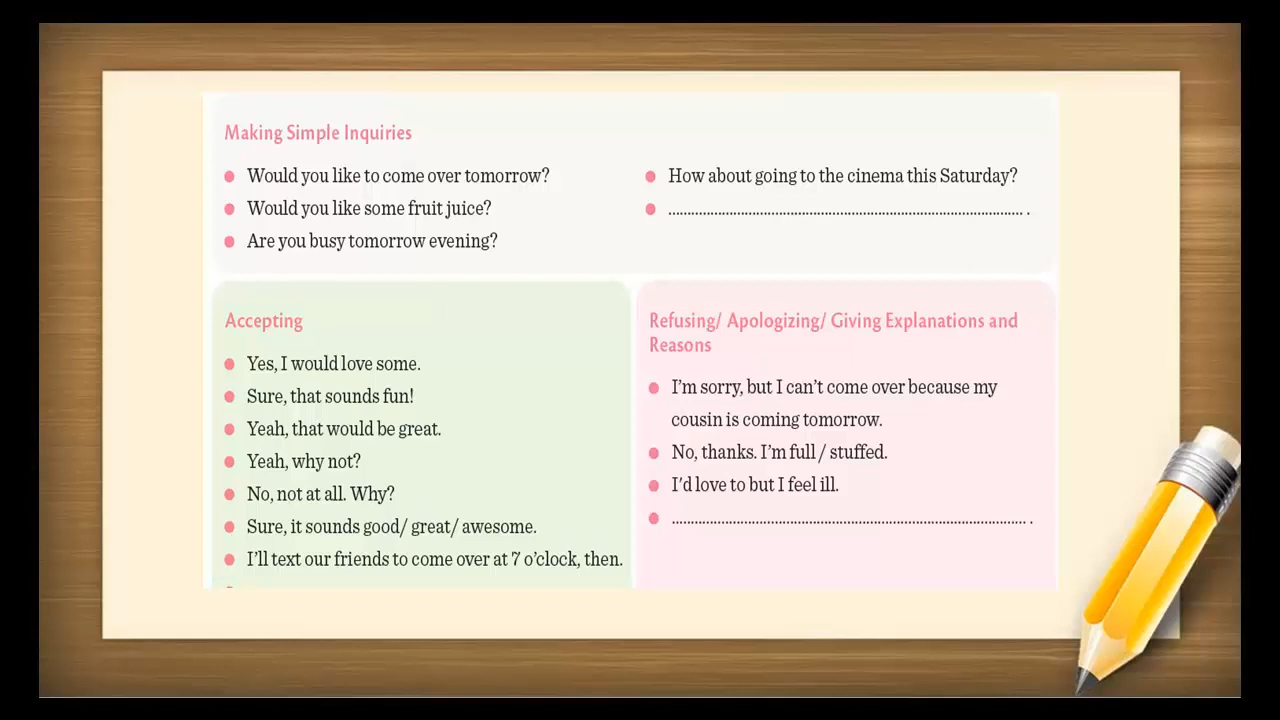 Making Simple Inquiries
Would you like to come over tomorrow?
Would you like some fruit juice?
Are you busy tomorrow evening?
How about going to the cinema this Saturday?
.......................................................................................... .
Accepting
Yes, I would love some.
Sure, that sounds fun!
Yeah, that would be great.
Yeah, why not?
No, not at all. Why?
Sure, it sounds good/ great/ awesome.
I’ll text our friends to come over at 7 o’clock, then.
Refusing/ Apologizing/ Giving Explanations and
Reasons
I’m sorry, but I can’t come over because my
cousin is coming tomorrow.
No, thanks. I’m full / stuffed.
I’d love to but I feel ill.
.......................................................................................... .